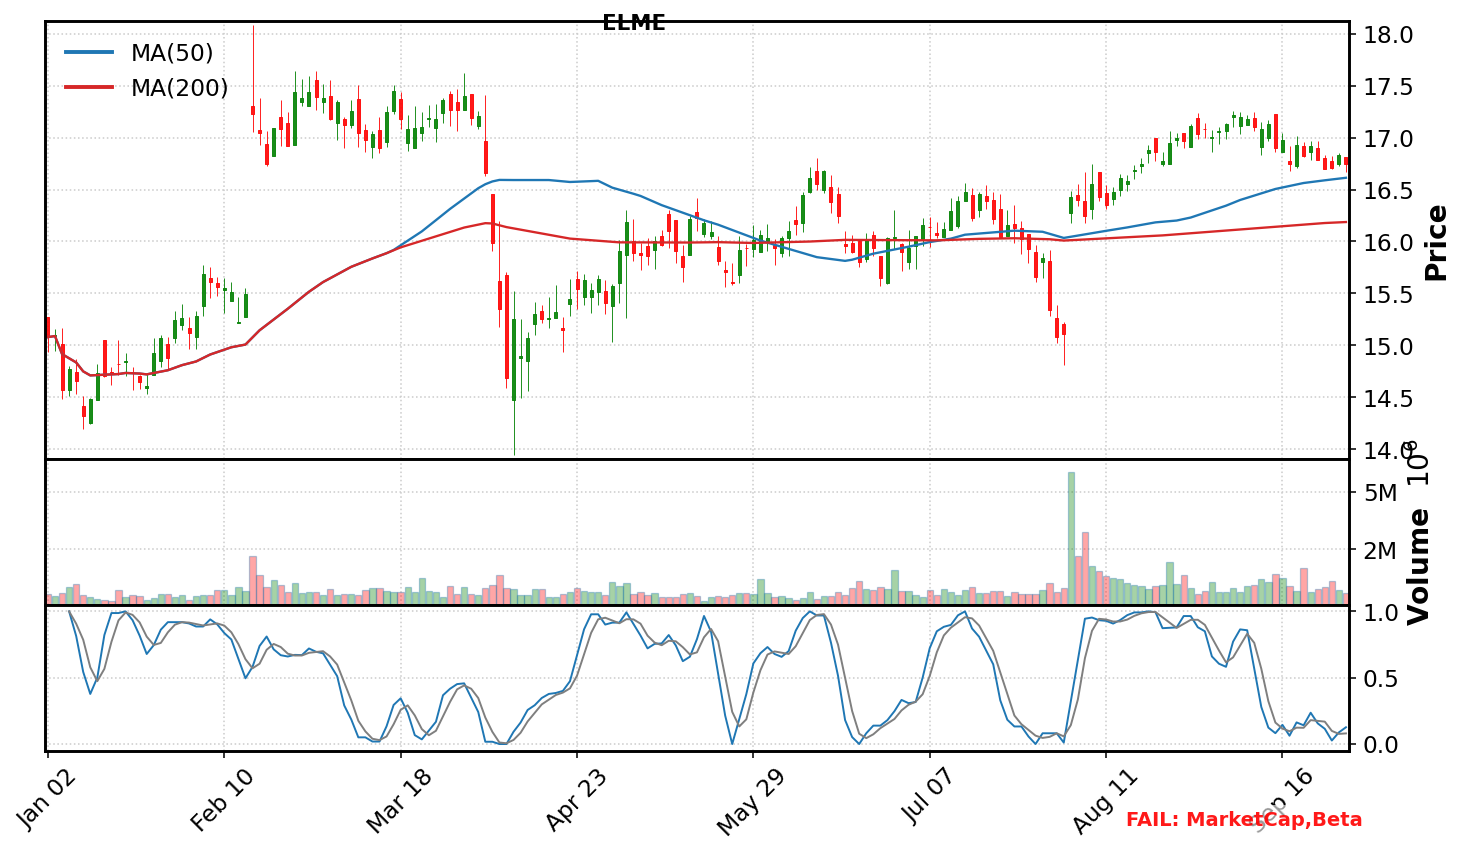 ELME
MA(50)
MA(200)
18.0
17.5
17.0
16.5
16.0
15.5
15.0
14.5
14.0
Price
10⁶
5M
2M
Volume
1.0
0.5
0.0
Jan 02
Feb 10
Mar 18
Apr 23
May 29
Jul 07
Aug 11
Sep 16
FAIL: MarketCap,Beta